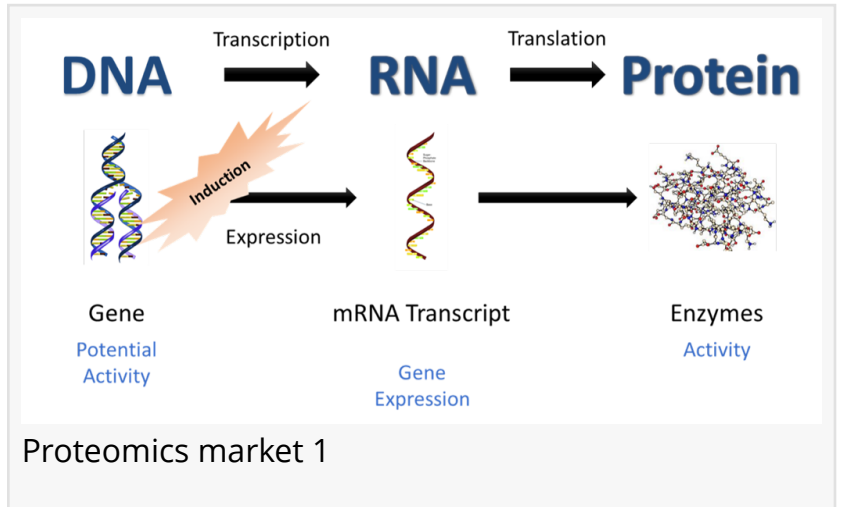 Transcription
Translation
DNA
RNA
Protein
Induction
Expression
Gene
mRNA Transcript
Enzymes
Potential
Activity
Gene
Expression
Activity
Proteomics market 1